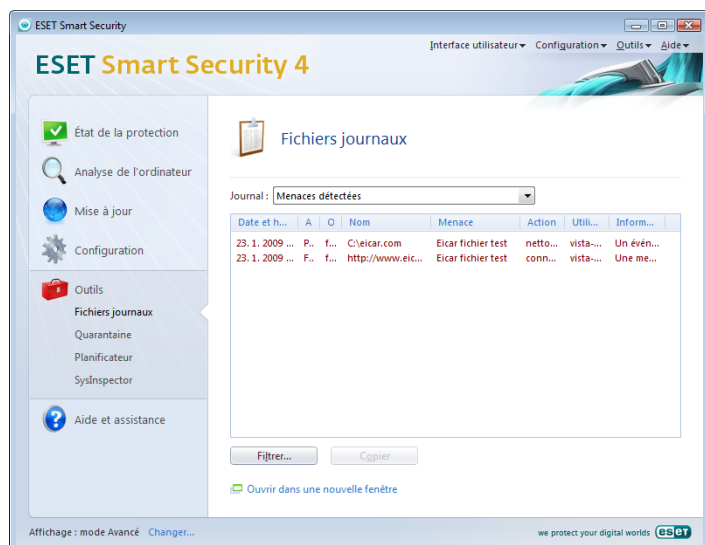 ESET Smart Security
Interface utilisateur Configuration Outils Aide
ESET Smart Security 4
État de la protection
Analyse de l'ordinateur
Mise à jour
Configuration
Outils
Fichiers journaux
Quarantaine
Planificateur
SysInspector
Aide et assistance
Fichiers journaux
Journal : Menaces détectées
Date et h... A O Nom Menace Action Utili... Inform...
23. 1. 2009 ... P.. f... C:\eicar.com Eicar fichier test netto... vista-... Un évén...
23. 1. 2009 ... F.. f... http://www.eic... Eicar fichier test conn... vista-... Une me...
Filtrer... Copier
Ouvrir dans une nouvelle fenêtre
Affichage : mode Avancé Changer...
we protect your digital worlds eseT